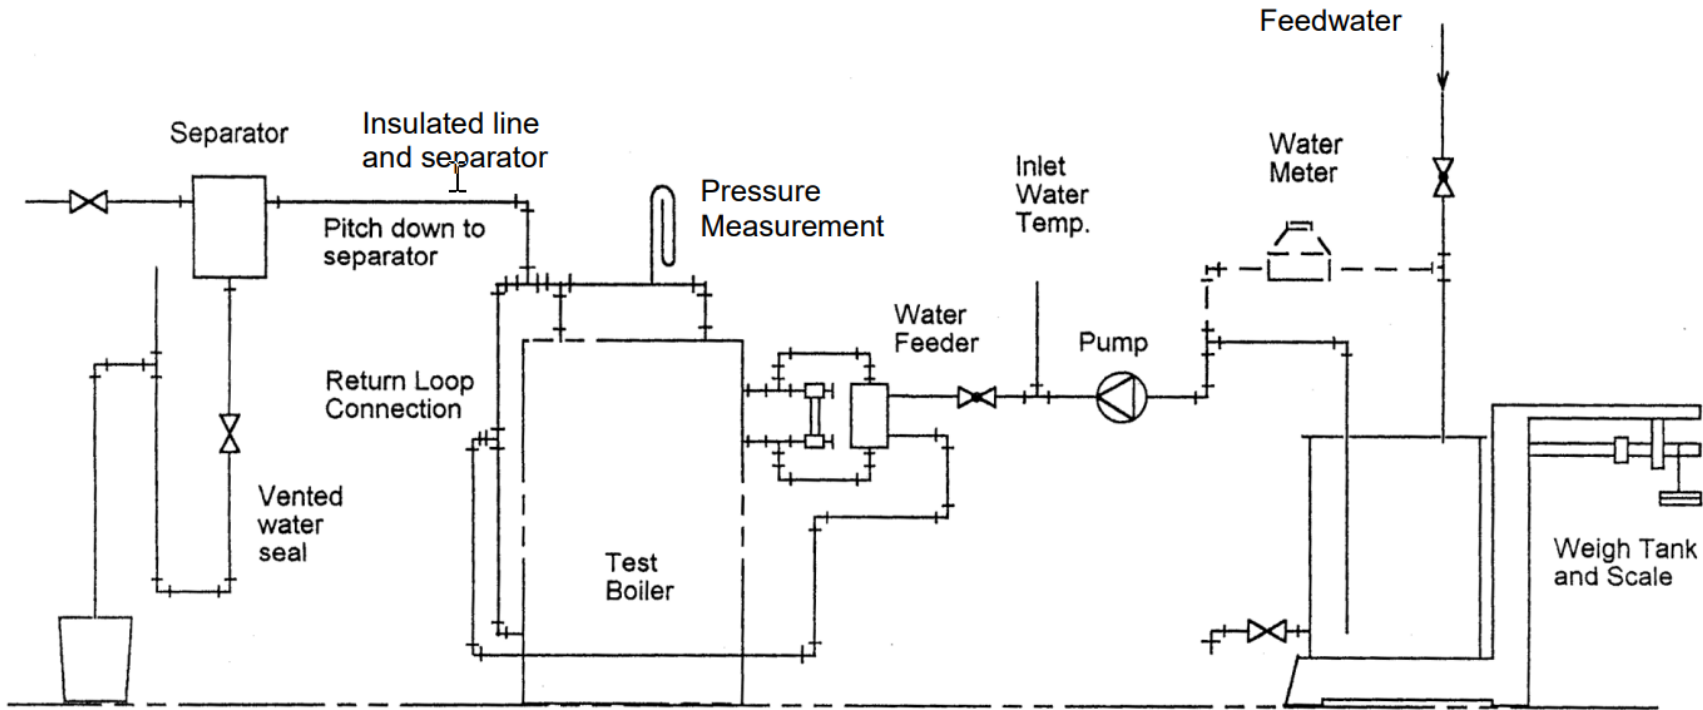 Feedwater
Separator
Insulated line
and separator
Water
Meter
Inlet
Water
Temp.
Pressure
Measurement
Pitch down to
separator
Water
Feeder
Pump
Return Loop
Connection
Vented
water
seal
Test
Boiler
Weigh Tank
and Scale